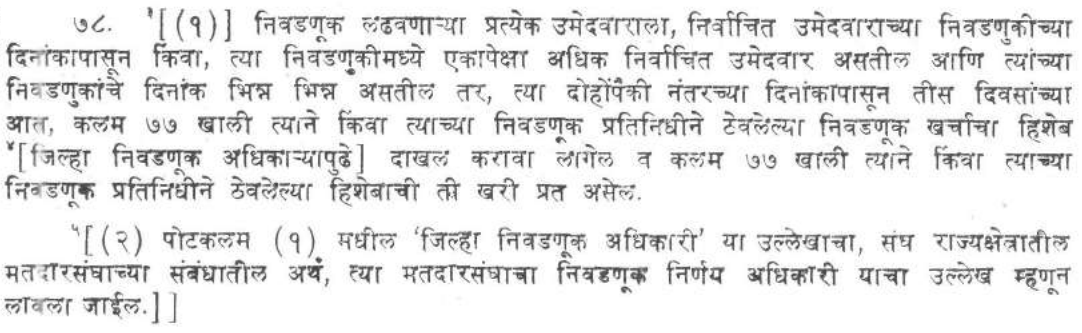 ७८. ³[(१)] निवडणूक लढवणाऱ्या प्रत्येक उमेदवाराला, निर्वाचित उमेदवाराच्या निवडणुकीच्या
दिनांकापासून किंवा, त्या निवडणुकीमध्ये एकापेक्षा अधिक निर्वाचित उमेदवार असतील आणि त्यांच्या
निवडणुकांचे दिनांक भिन्न भिन्न असतील तर, त्या दोहोंपैकी नंतरच्या दिनांकापासून तीस दिवसांच्या
आत, कलम ७७ खाली त्याने किंवा त्याच्या निवडणूक प्रतिनिधीने ठेवलेल्या निवडणूक खर्चाचा हिशेब
४[जिल्हा निवडणूक अधिकाऱ्यापुढे] दाखल करावा लागेल व कलम ७७ खाली त्याने किंवा त्याच्या
निवडणूक प्रतिनिधीने ठेवलेल्या हिशेबाची ती खरी प्रत असेल.
५[(२) पोटकलम (१) मधील ‘जिल्हा निवडणूक अधिकारी’ या उल्लेखाचा, संघ राज्यक्षेत्रातील
मतदारसंघाच्या संबंधातील अर्थ, त्या मतदारसंघाचा निवडणूक निर्णय अधिकारी याचा उल्लेख म्हणून
लावला जाईल.]]